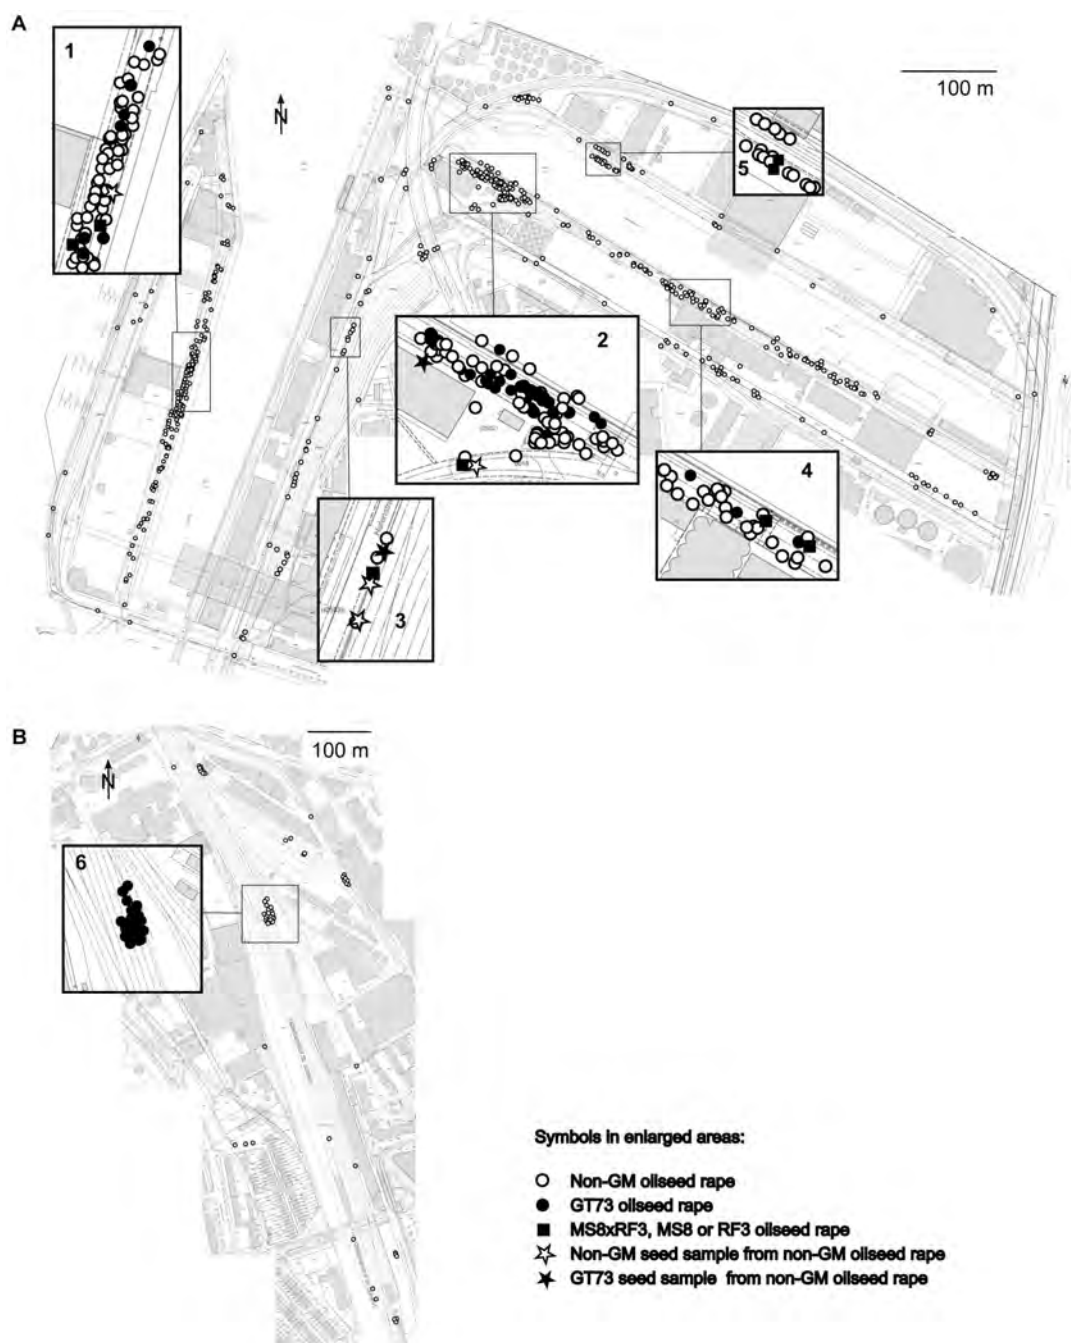 A
1
N
100 m
5
2
4
3
B
100 m
N
6
Symbols in enlarged areas:
Non-GM oilseed rape
GT73 oilseed rape
MS8xRF3, MS8 or RF3 oilseed rape
Non-GM seed sample from non-GM oilseed rape
GT73 seed sample from non-GM oilseed rape